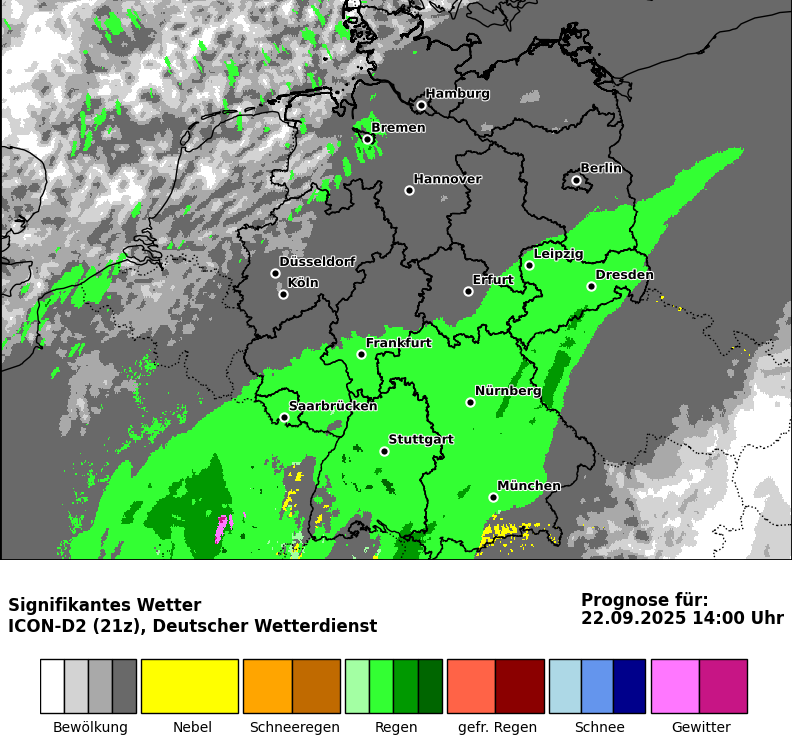 Hamburg
Bremen
Berlin
Hannover
Leipzig
Düsseldorf
Dresden
Köln
Erfurt
Frankfurt
Nürnberg
Saarbrücken
Stuttgart
München
Signifikantes Wetter
ICON-D2 (21z), Deutscher Wetterdienst
Prognose für:
22.09.2025 14:00 Uhr
Bewölkung Nebel Schneeregen Regen gefr. Regen Schnee Gewitter